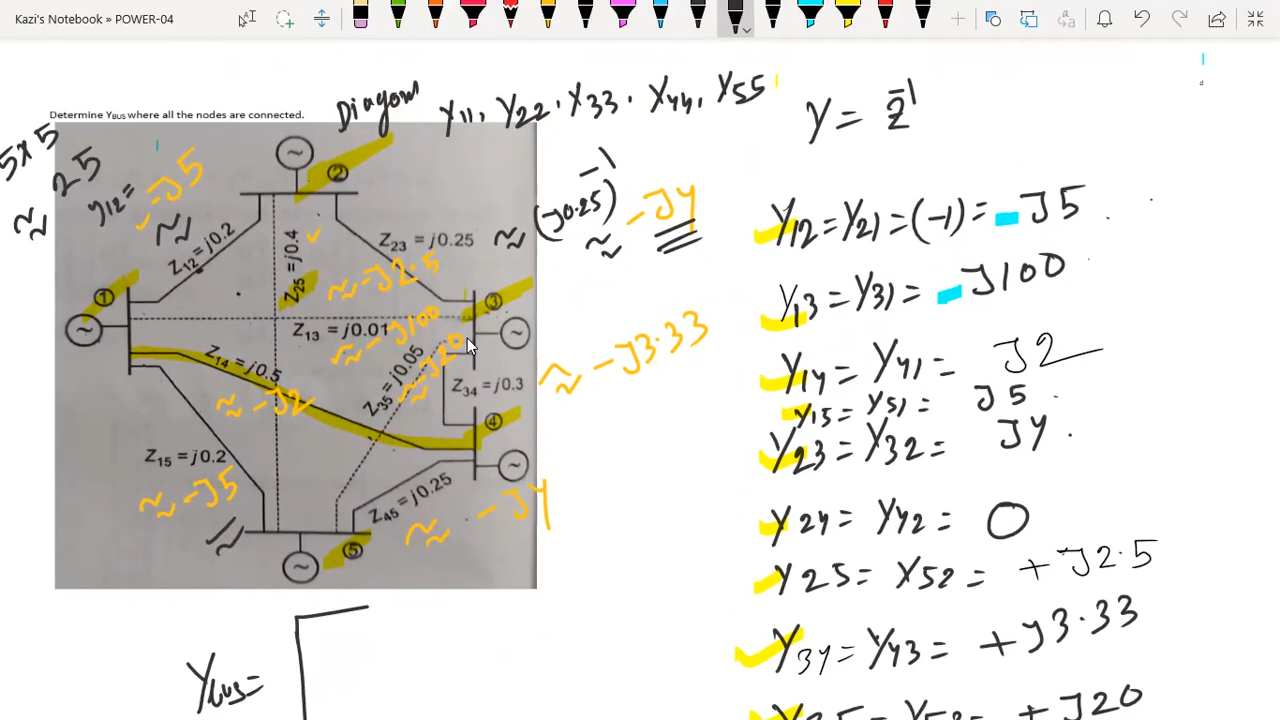 Kazi's Notebook » POWER-04
Determine YBUS where all the nodes are connected.
Diagonal Y11, Y22, Y33, Y44, Y55
Y = Z⁻¹
5x5
≈ 25
y12 = -J5
≈
②
Z12 = j0.2
Z25 = j0.4
≈ -J2.5
Z23 = j0.25
≈ (J0.25)⁻¹ ≈ -J4
①
③
Z13 = j0.01
≈ -J100
Z14 = j0.5
≈ -J2
Z35 = j0.05
≈ -J20
Z34 = j0.3
≈ -J3.33
④
Z15 = j0.2
≈ -J5
Z45 = j0.25
≈ -J4
⑤
Y12 = Y21 = (-1) = -J5
Y13 = Y31 = -J100
Y14 = Y41 = J2
Y15 = Y51 = J5
Y23 = Y32 = J4
Y24 = Y42 = 0
Y25 = Y52 = +J2.5
Y34 = Y43 = +J3.33
Y35 = Y53 = +J20
YBUS =